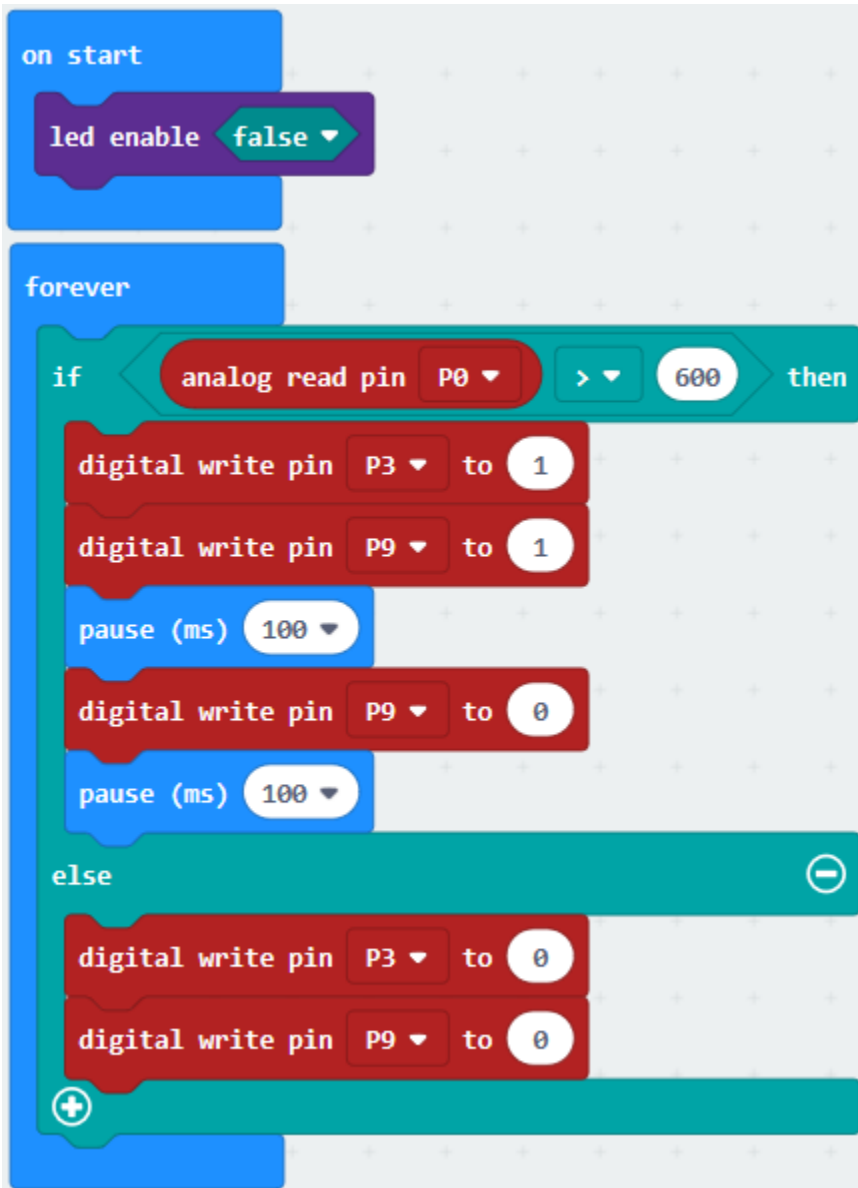 on start
led enable false
forever
if analog read pin P0 > 600 then
digital write pin P3 to 1
digital write pin P9 to 1
pause (ms) 100
digital write pin P9 to 0
pause (ms) 100
else
digital write pin P3 to 0
digital write pin P9 to 0